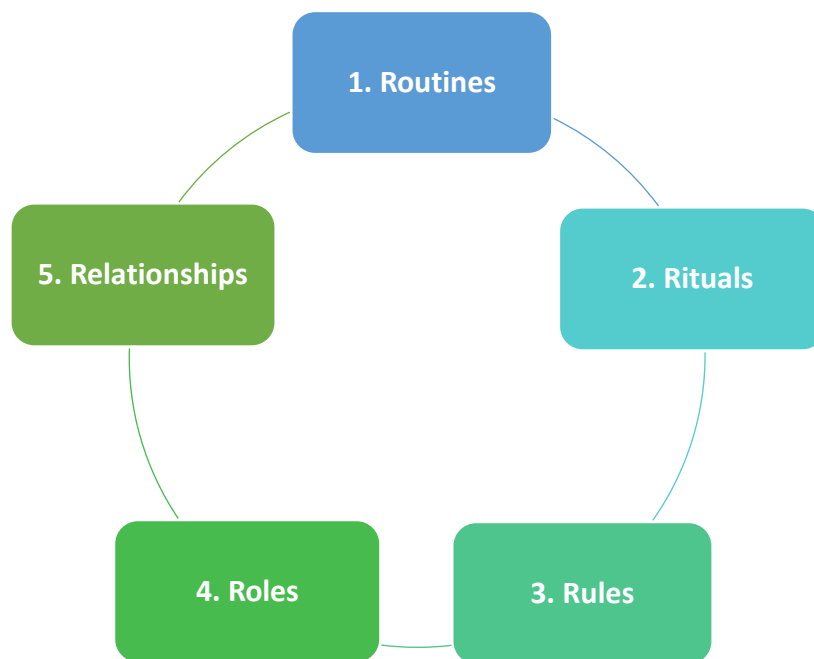 1. Routines
2. Rituals
3. Rules
4. Roles
5. Relationships